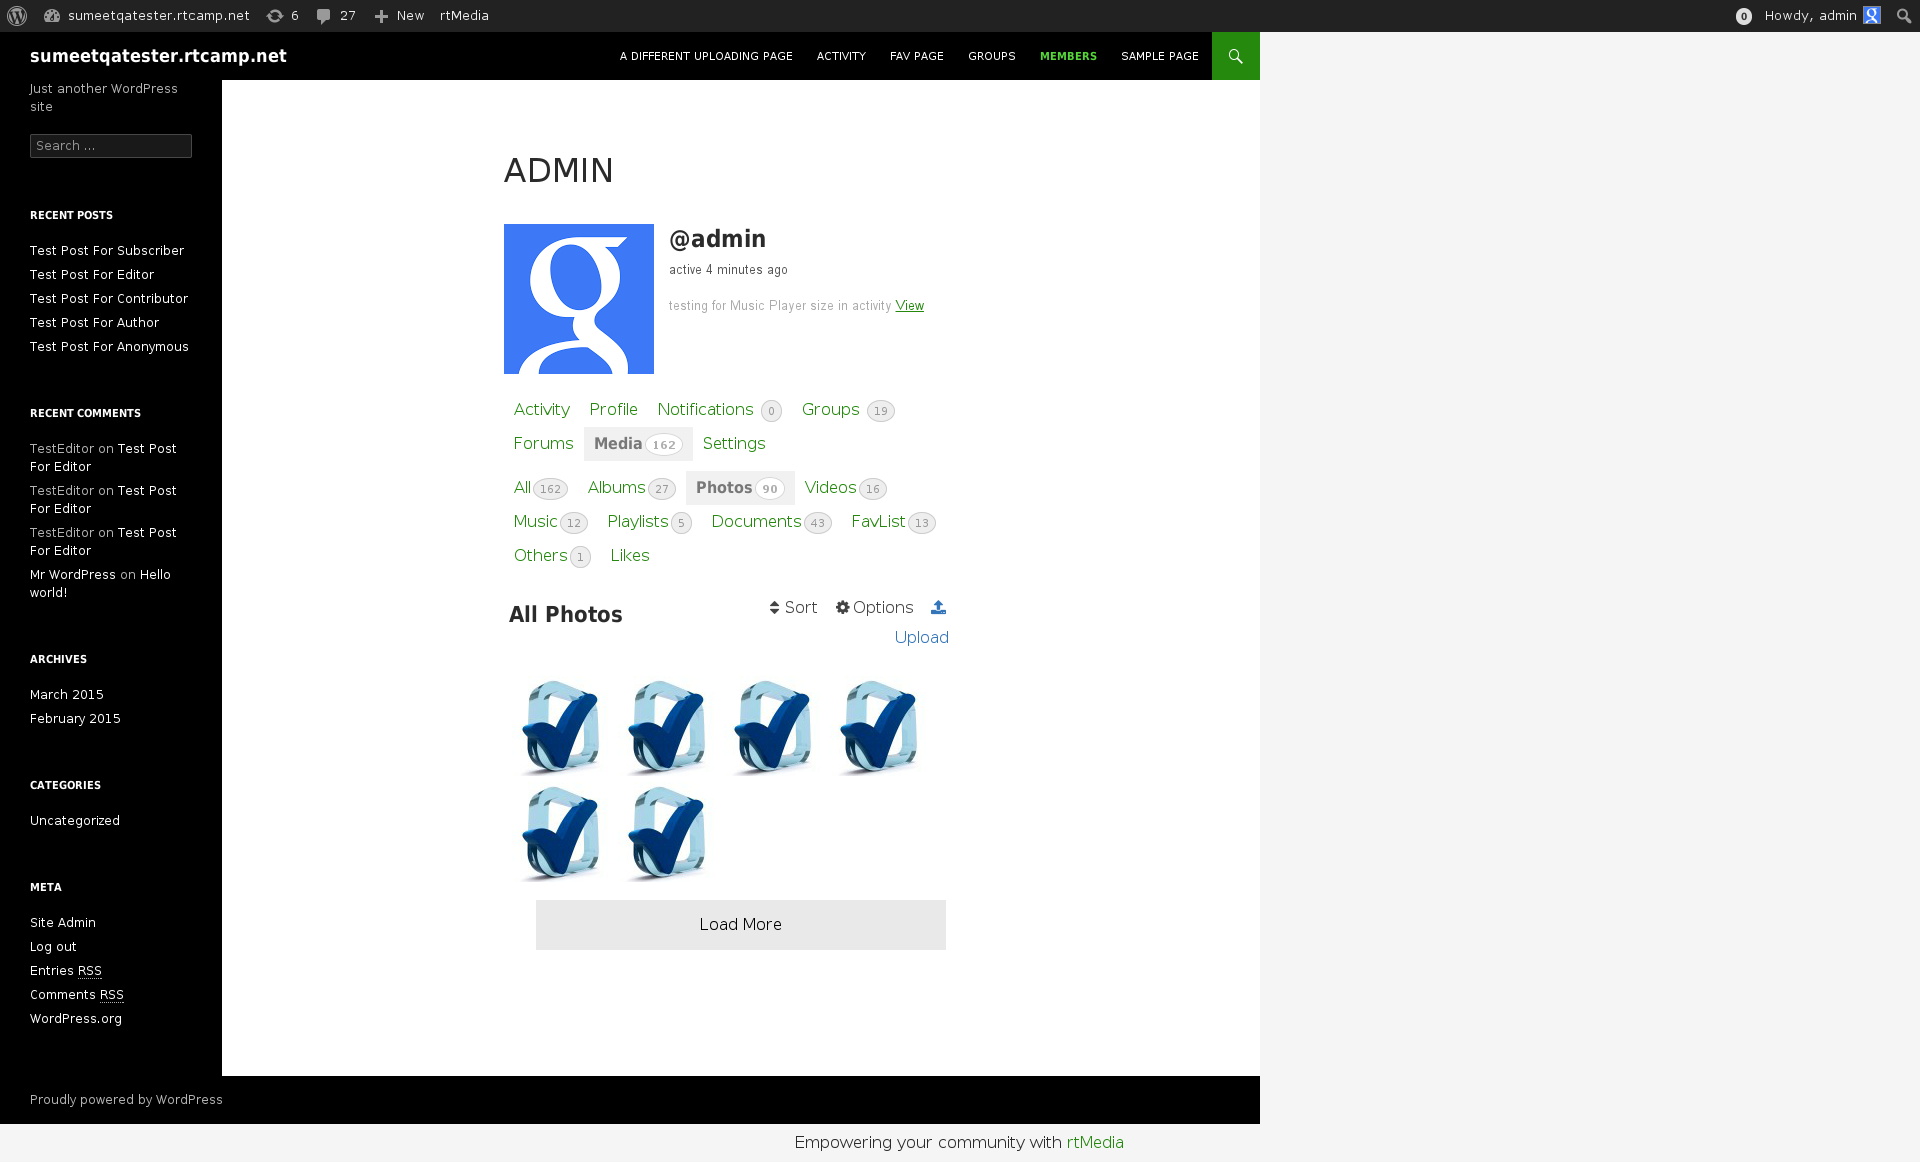 sumeetqatester.rtcamp.net 6 27 New rtMedia 0 Howdy, admin
sumeetqatester.rtcamp.net A DIFFERENT UPLOADING PAGE ACTIVITY FAV PAGE GROUPS MEMBERS SAMPLE PAGE
Just another WordPress
site
Search ...
RECENT POSTS
Test Post For Subscriber
Test Post For Editor
Test Post For Contributor
Test Post For Author
Test Post For Anonymous
RECENT COMMENTS
TestEditor on Test Post
For Editor
TestEditor on Test Post
For Editor
TestEditor on Test Post
For Editor
Mr WordPress on Hello
world!
ARCHIVES
March 2015
February 2015
CATEGORIES
Uncategorized
META
Site Admin
Log out
Entries RSS
Comments RSS
WordPress.org
ADMIN
@admin
active 4 minutes ago
testing for Music Player size in activity View
Activity Profile Notifications 0 Groups 19
Forums Media 162 Settings
All 162 Albums 27 Photos 90 Videos 16
Music 12 Playlists 5 Documents 43 FavList 13
Others 1 Likes
All Photos Sort Options
Upload
Load More
Proudly powered by WordPress
Empowering your community with rtMedia